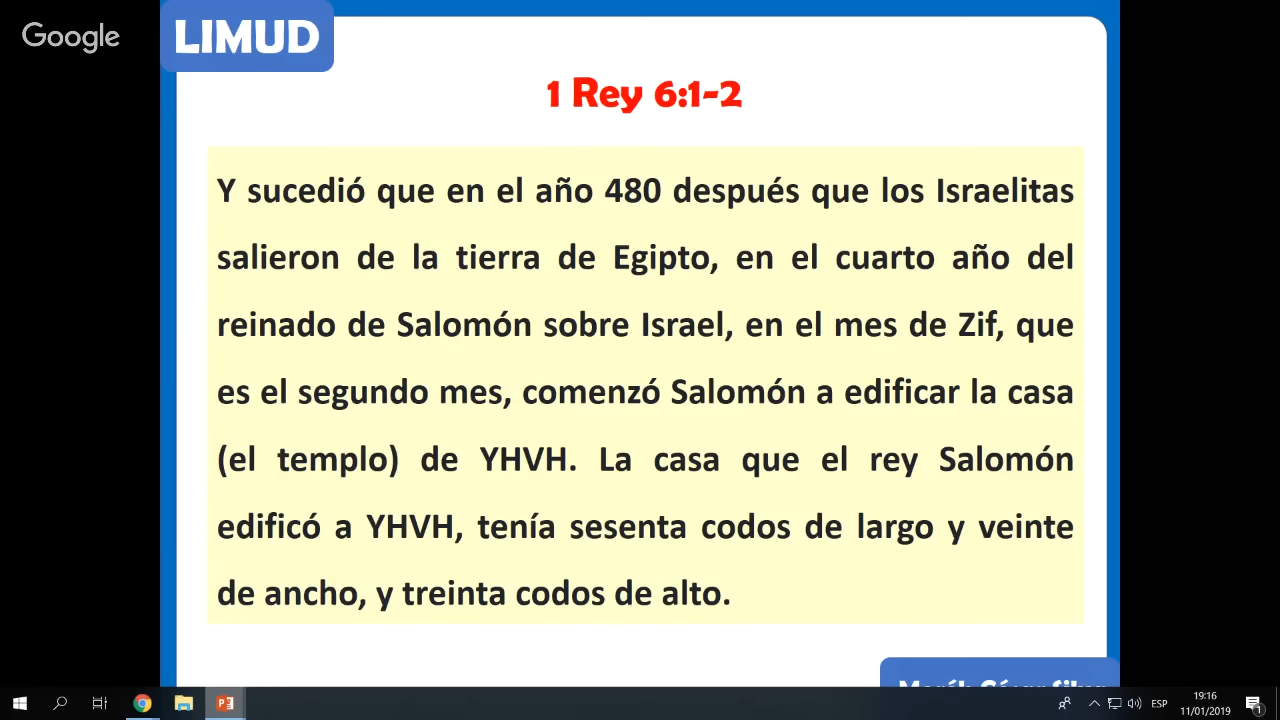 Google
LIMUD
1 Rey 6:1-2
Y sucedió que en el año 480 después que los Israelitas
salieron de la tierra de Egipto, en el cuarto año del
reinado de Salomón sobre Israel, en el mes de Zif, que
es el segundo mes, comenzó Salomón a edificar la casa
(el templo) de YHVH. La casa que el rey Salomón
edificó a YHVH, tenía sesenta codos de largo y veinte
de ancho, y treinta codos de alto.
ESP
19:16
11/01/2019
1